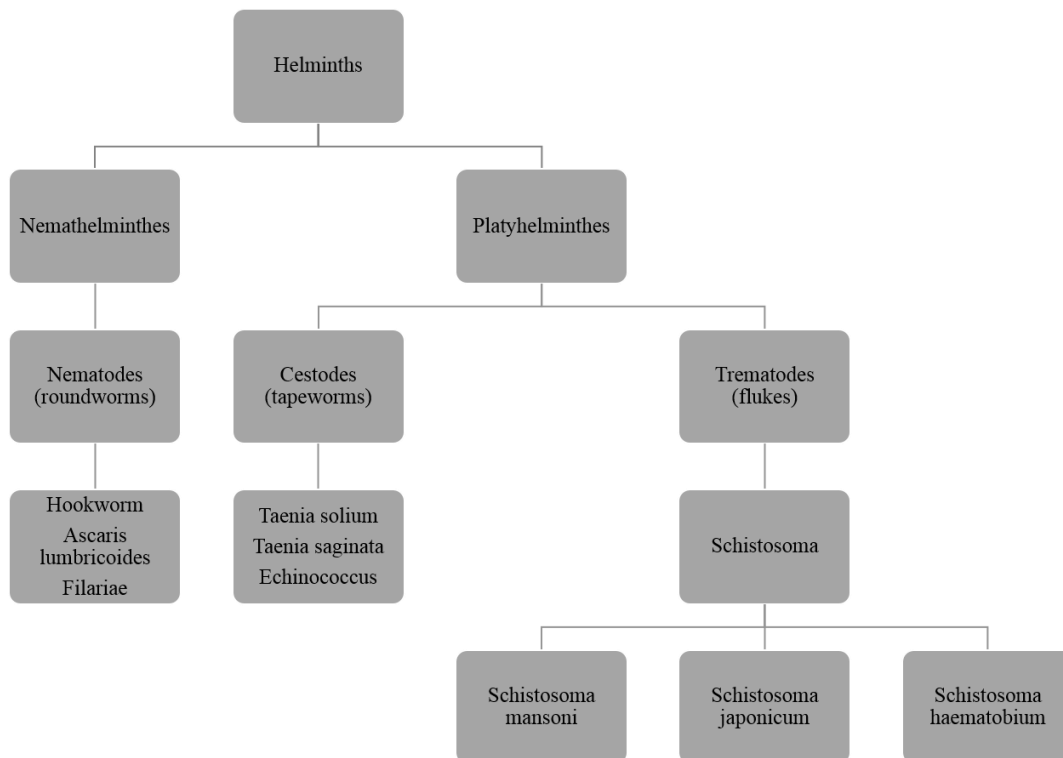 Helminths
Nemathelminthes
Platyhelminthes
Nematodes
(roundworms)
Cestodes
(tapeworms)
Trematodes
(flukes)
Hookworm
Ascaris
lumbricoides
Filariae
Taenia solium
Taenia saginata
Echinococcus
Schistosoma
Schistosoma
mansoni
Schistosoma
japonicum
Schistosoma
haematobium